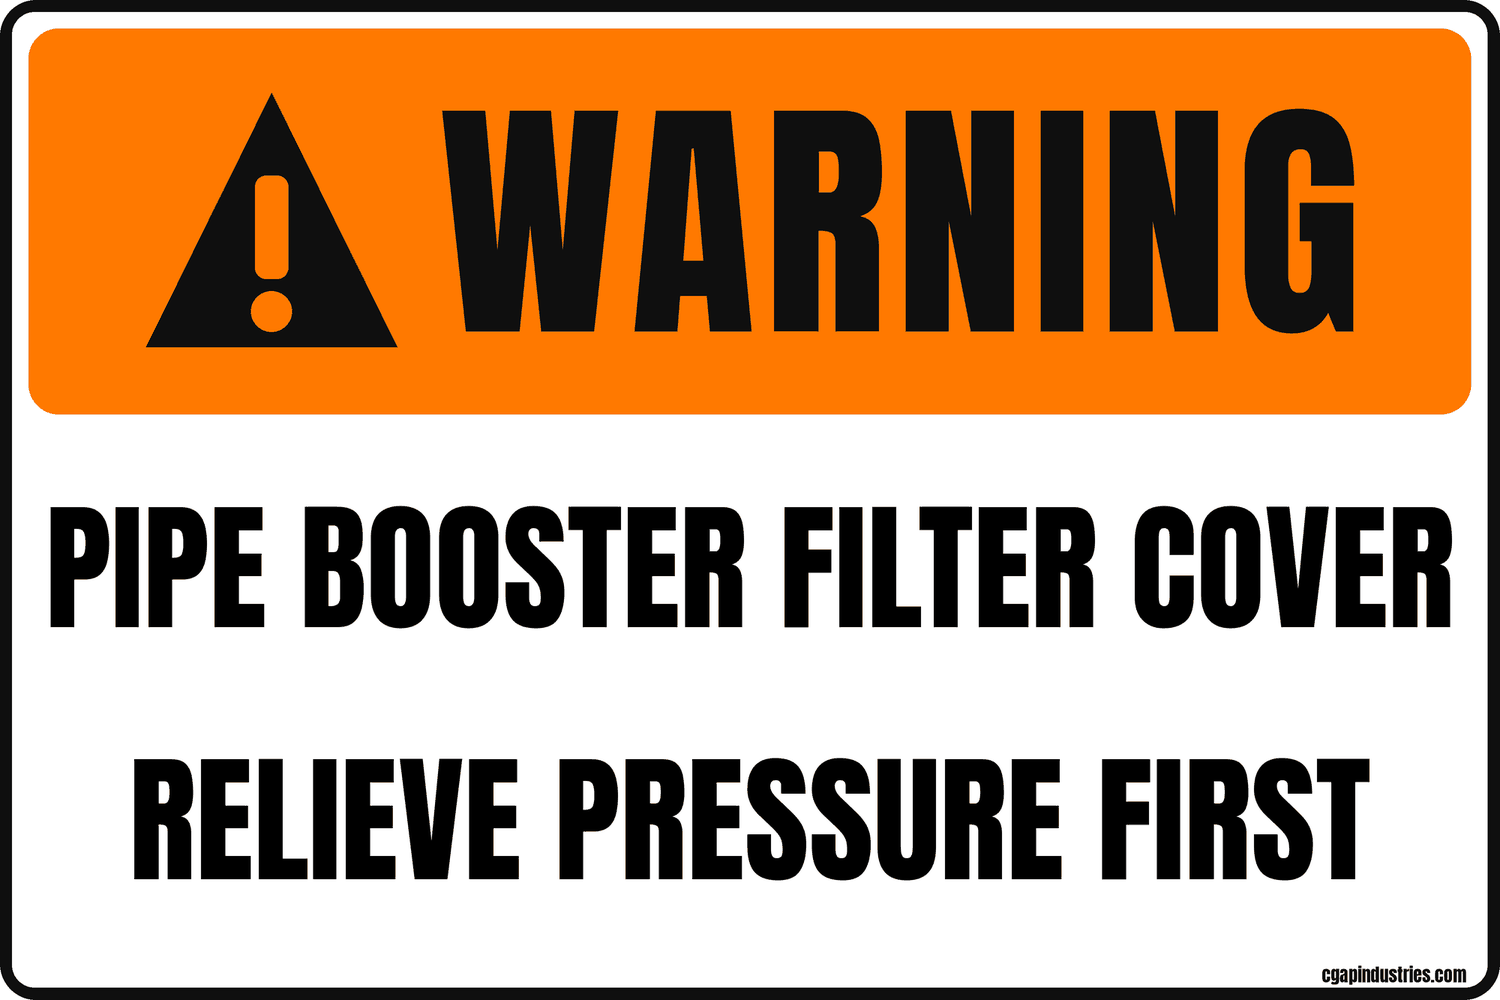 WARNING
PIPE BOOSTER FILTER COVER
RELIEVE PRESSURE FIRST
cgapindustries.com